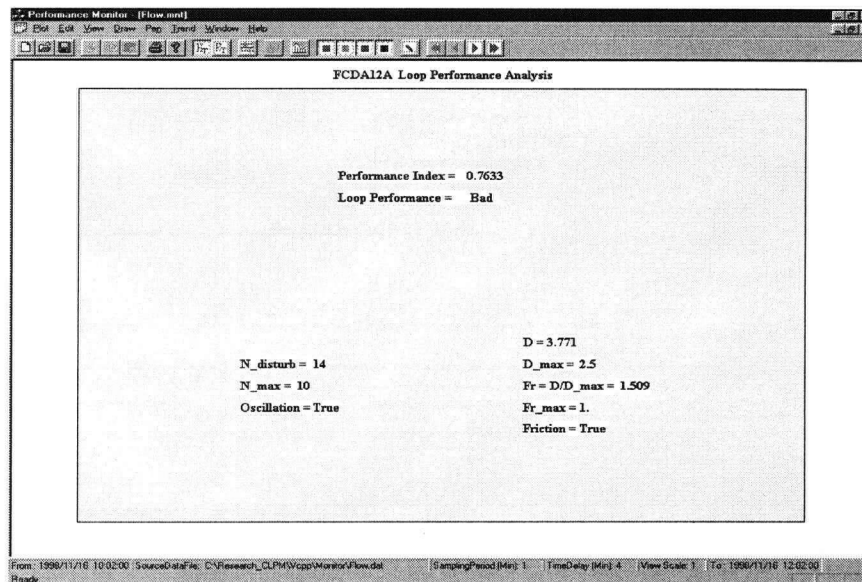 Performance Monitor - [Flow.mnt]
Plot Edit View Draw Pep Trend Window Help
FCDA12A Loop Performance Analysis
Performance Index = 0.7633
Loop Performance = Bad
D = 3.771
N_disturb = 14
D_max = 2.5
N_max = 10
Fr = D/D_max = 1.509
Oscillation = True
Fr_max = 1.
Friction = True
From: 1998/11/16 10:02:00 SourceDataFile: C:\Research_CLPM\Vcpp\Monitor\Flow.dat SamplingPeriod (Min): 1 TimeDelay (Min): 4 View Scale: 1 To: 1998/11/16 12:02:00
Ready